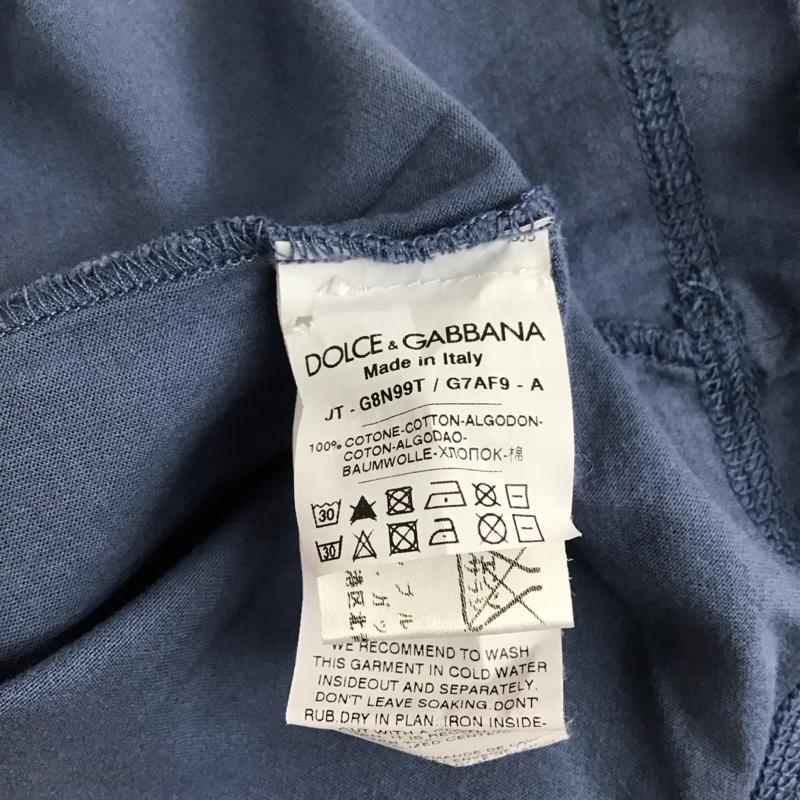 DOLCE & GABBANA
Made in Italy
JT - G8N99T / G7AF9 - A
100% COTONE-COTTON-ALGODON-
COTON-ALGODAO-
BAUMWOLLE-ХЛОПОК-棉
30
30
WE RECOMMEND TO WASH
THIS GARMENT IN COLD WATER
INSIDEOUT AND SEPARATELY.
DON'T LEAVE SOAKING.DONT
RUB.DRY IN PLAN. IRON INSIDE-